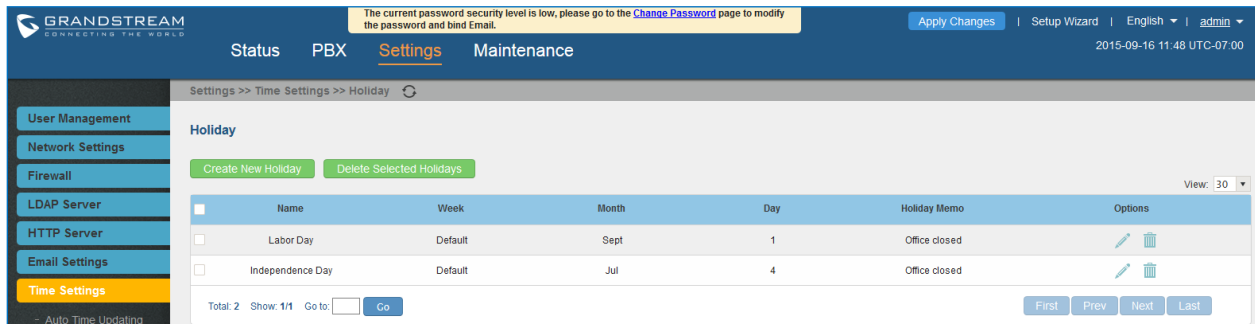 GRANDSTREAM
CONNECTING THE WORLD
The current password security level is low, please go to the Change Password page to modify
the password and bind Email.
Apply Changes | Setup Wizard | English | admin
Status PBX Settings Maintenance
2015-09-16 11:48 UTC-07:00
Settings >> Time Settings >> Holiday
User Management
Network Settings
Firewall
LDAP Server
HTTP Server
Email Settings
Time Settings
- Auto Time Updating
Holiday
Create New Holiday Delete Selected Holidays
View: 30
Name Week Month Day Holiday Memo Options
Labor Day Default Sept 1 Office closed
Independence Day Default Jul 4 Office closed
Total: 2 Show: 1/1 Go to: Go
First Prev Next Last